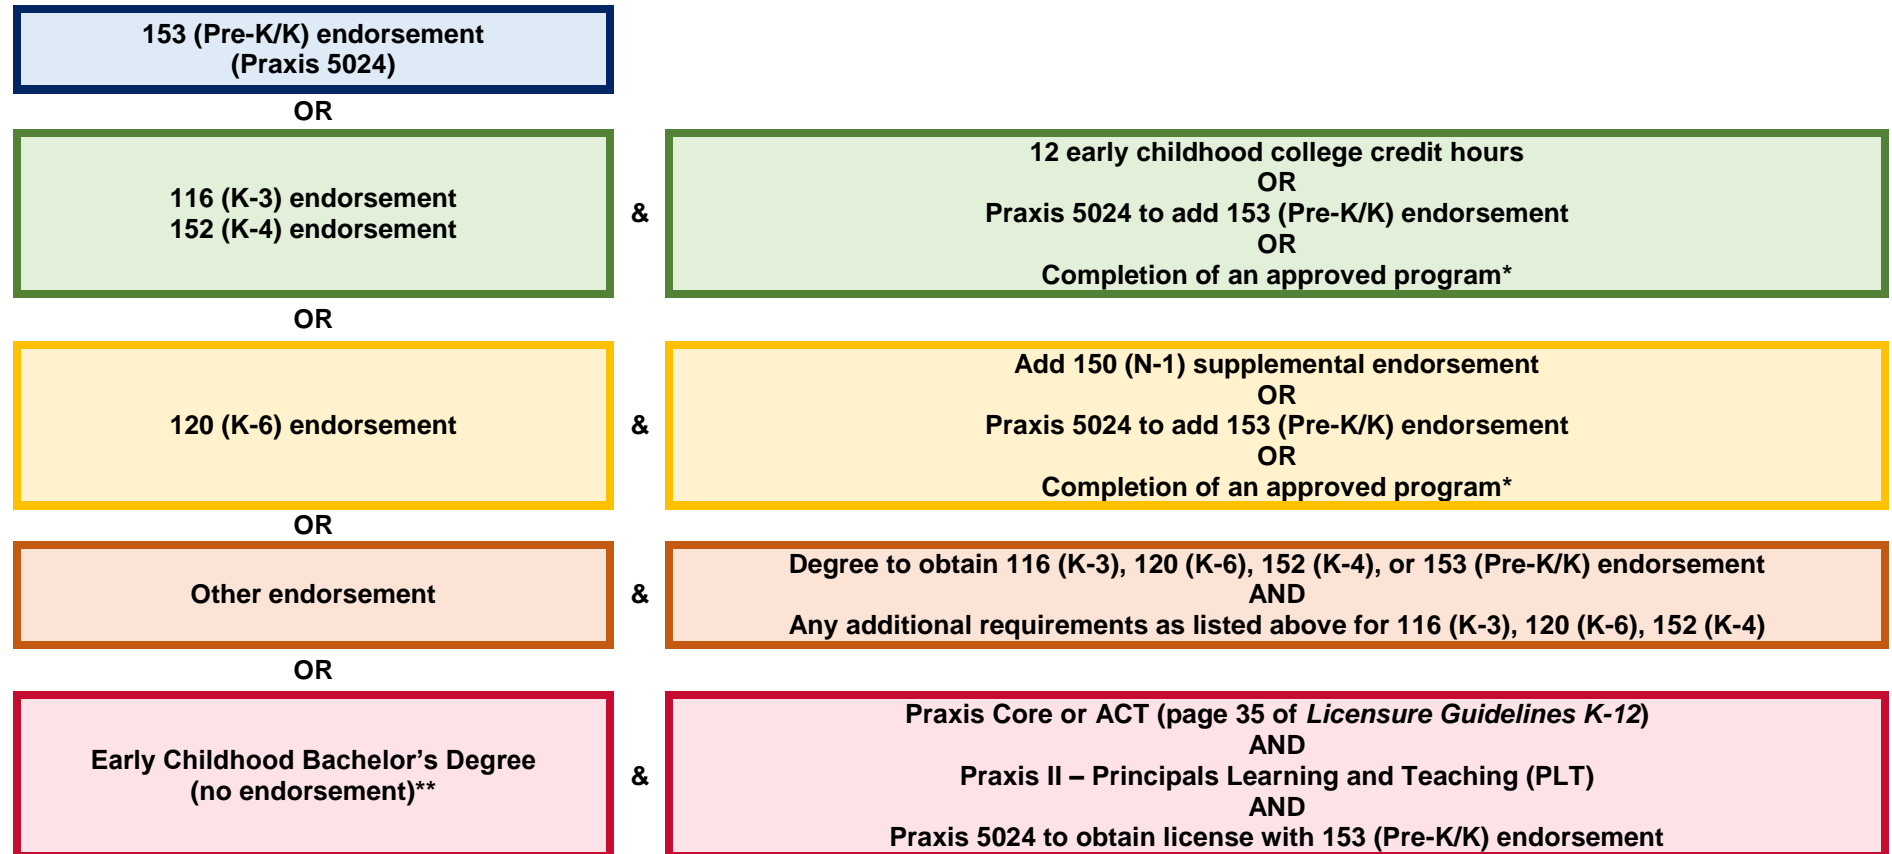 153 (Pre-K/K) endorsement
(Praxis 5024)
OR
116 (K-3) endorsement
152 (K-4) endorsement
&
12 early childhood college credit hours
OR
Praxis 5024 to add 153 (Pre-K/K) endorsement
OR
Completion of an approved program*
OR
120 (K-6) endorsement
&
Add 150 (N-1) supplemental endorsement
OR
Praxis 5024 to add 153 (Pre-K/K) endorsement
OR
Completion of an approved program*
OR
Other endorsement
&
Degree to obtain 116 (K-3), 120 (K-6), 152 (K-4), or 153 (Pre-K/K) endorsement
AND
Any additional requirements as listed above for 116 (K-3), 120 (K-6), 152 (K-4)
OR
Early Childhood Bachelor’s Degree
(no endorsement)**
&
Praxis Core or ACT (page 35 of Licensure Guidelines K-12)
AND
Praxis II – Principals Learning and Teaching (PLT)
AND
Praxis 5024 to obtain license with 153 (Pre-K/K) endorsement